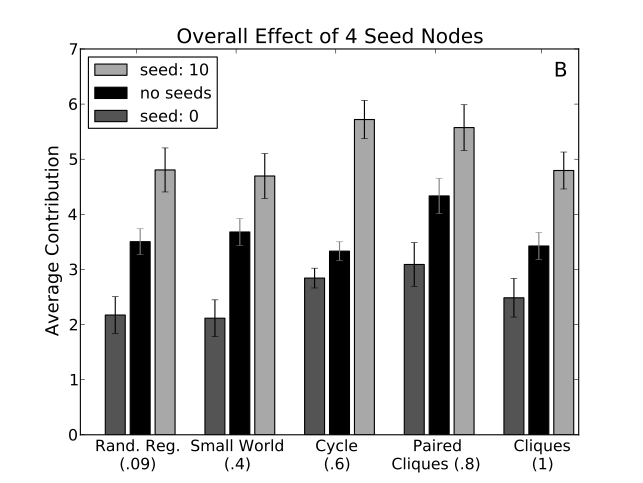 Overall Effect of 4 Seed Nodes
B
seed: 10
no seeds
seed: 0
Average Contribution
7
6
5
4
3
2
1
0
Rand. Reg.
(.09)
Small World
(.4)
Cycle
(.6)
Paired
Cliques (.8)
Cliques
(1)